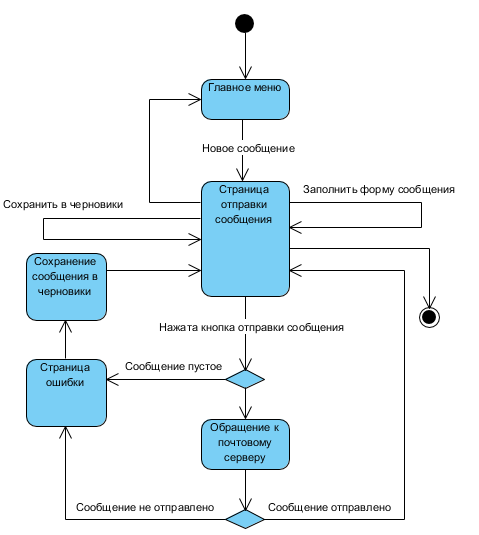 Главное меню
Новое сообщение
Страница
отправки
сообщения
Заполнить форму сообщения
Сохранить в черновики
Сохранение
сообщения в
черновики
Нажата кнопка отправки сообщения
Страница
ошибки
Сообщение пустое
Обращение к
почтовому
серверу
Сообщение не отправлено
Сообщение отправлено